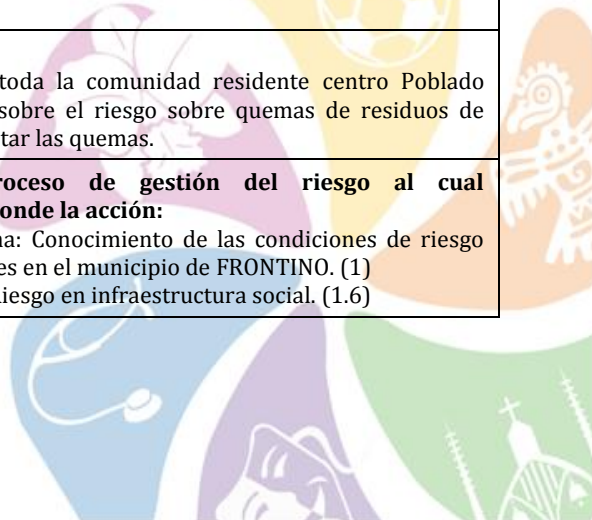 toda la comunidad residente centro Poblado
sobre el riesgo sobre quemas de residuos de
tar las quemas.
roceso de gestión del riesgo al cual
onde la acción:
na: Conocimiento de las condiciones de riesgo
es en el municipio de FRONTINO. (1)
iesgo en infraestructura social. (1.6)